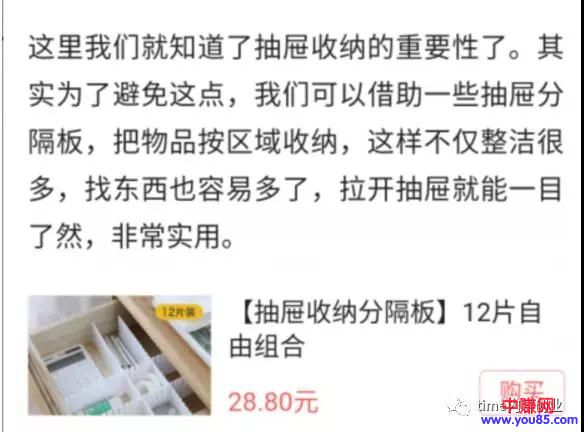 这里我们就知道了抽屉收纳的重要性了。其
实为了避免这点，我们可以借助一些抽屉分
隔板，把物品按区域收纳，这样不仅整洁很
多，找东西也容易多了，拉开抽屉就能一目
了然，非常实用。
12片装
【抽屉收纳分隔板】12片自
由组合
28.80元
购买
中赚网
www.you85.com